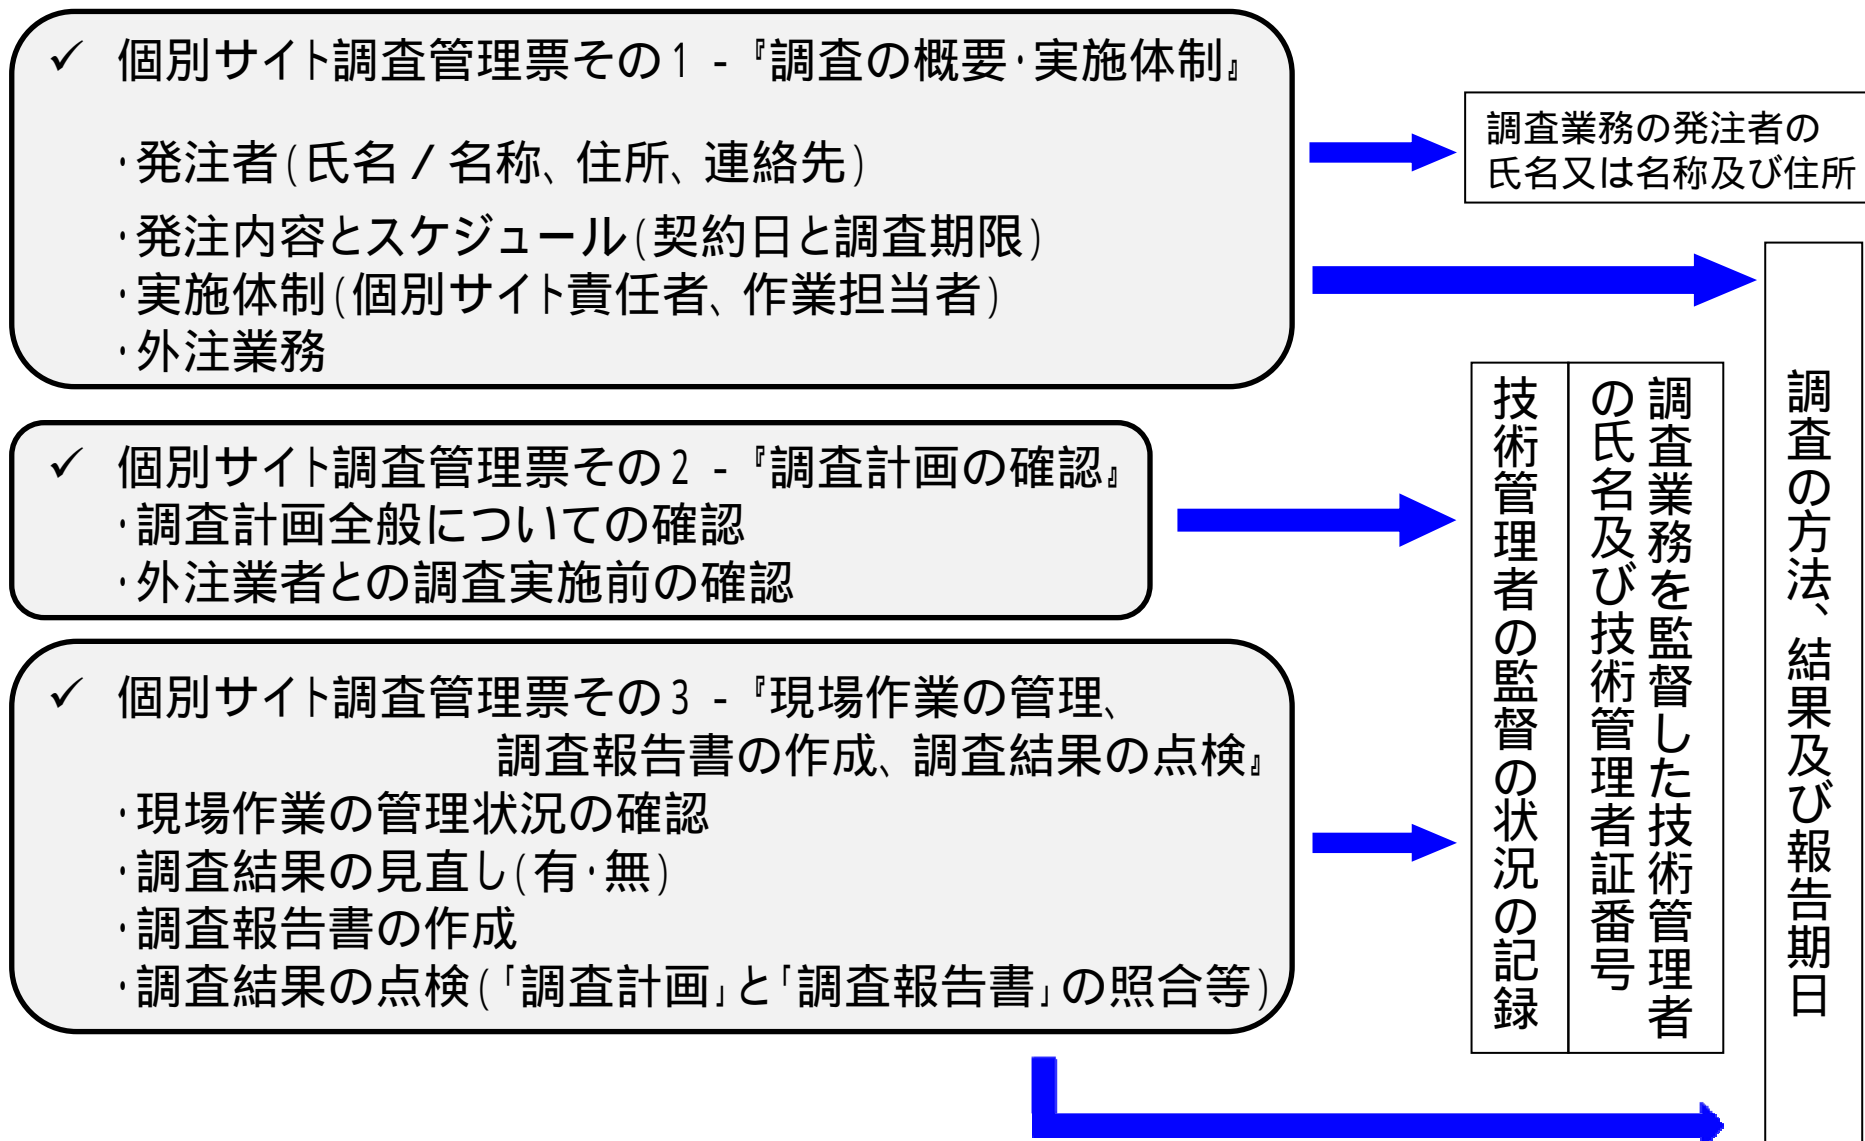 ✓ 個別サイト調査管理票その1 -『調査の概要・実施体制』
・発注者(氏名／名称、住所、連絡先)
・発注内容とスケジュール(契約日と調査期限)
・実施体制(個別サイト責任者、作業担当者)
・外注業務
調査業務の発注者の
氏名又は名称及び住所
✓ 個別サイト調査管理票その2 -『調査計画の確認』
・調査計画全般についての確認
・外注業者との調査実施前の確認
✓ 個別サイト調査管理票その3 -『現場作業の管理、
調査報告書の作成、調査結果の点検』
・現場作業の管理状況の確認
・調査結果の見直し(有・無)
・調査報告書の作成
・調査結果の点検(「調査計画」と「調査報告書」の照合等)
調査の方法、結果及び報告期日
調査業務を監督した技術管理者
の氏名及び技術管理者証番号
技術管理者の監督の状況の記録